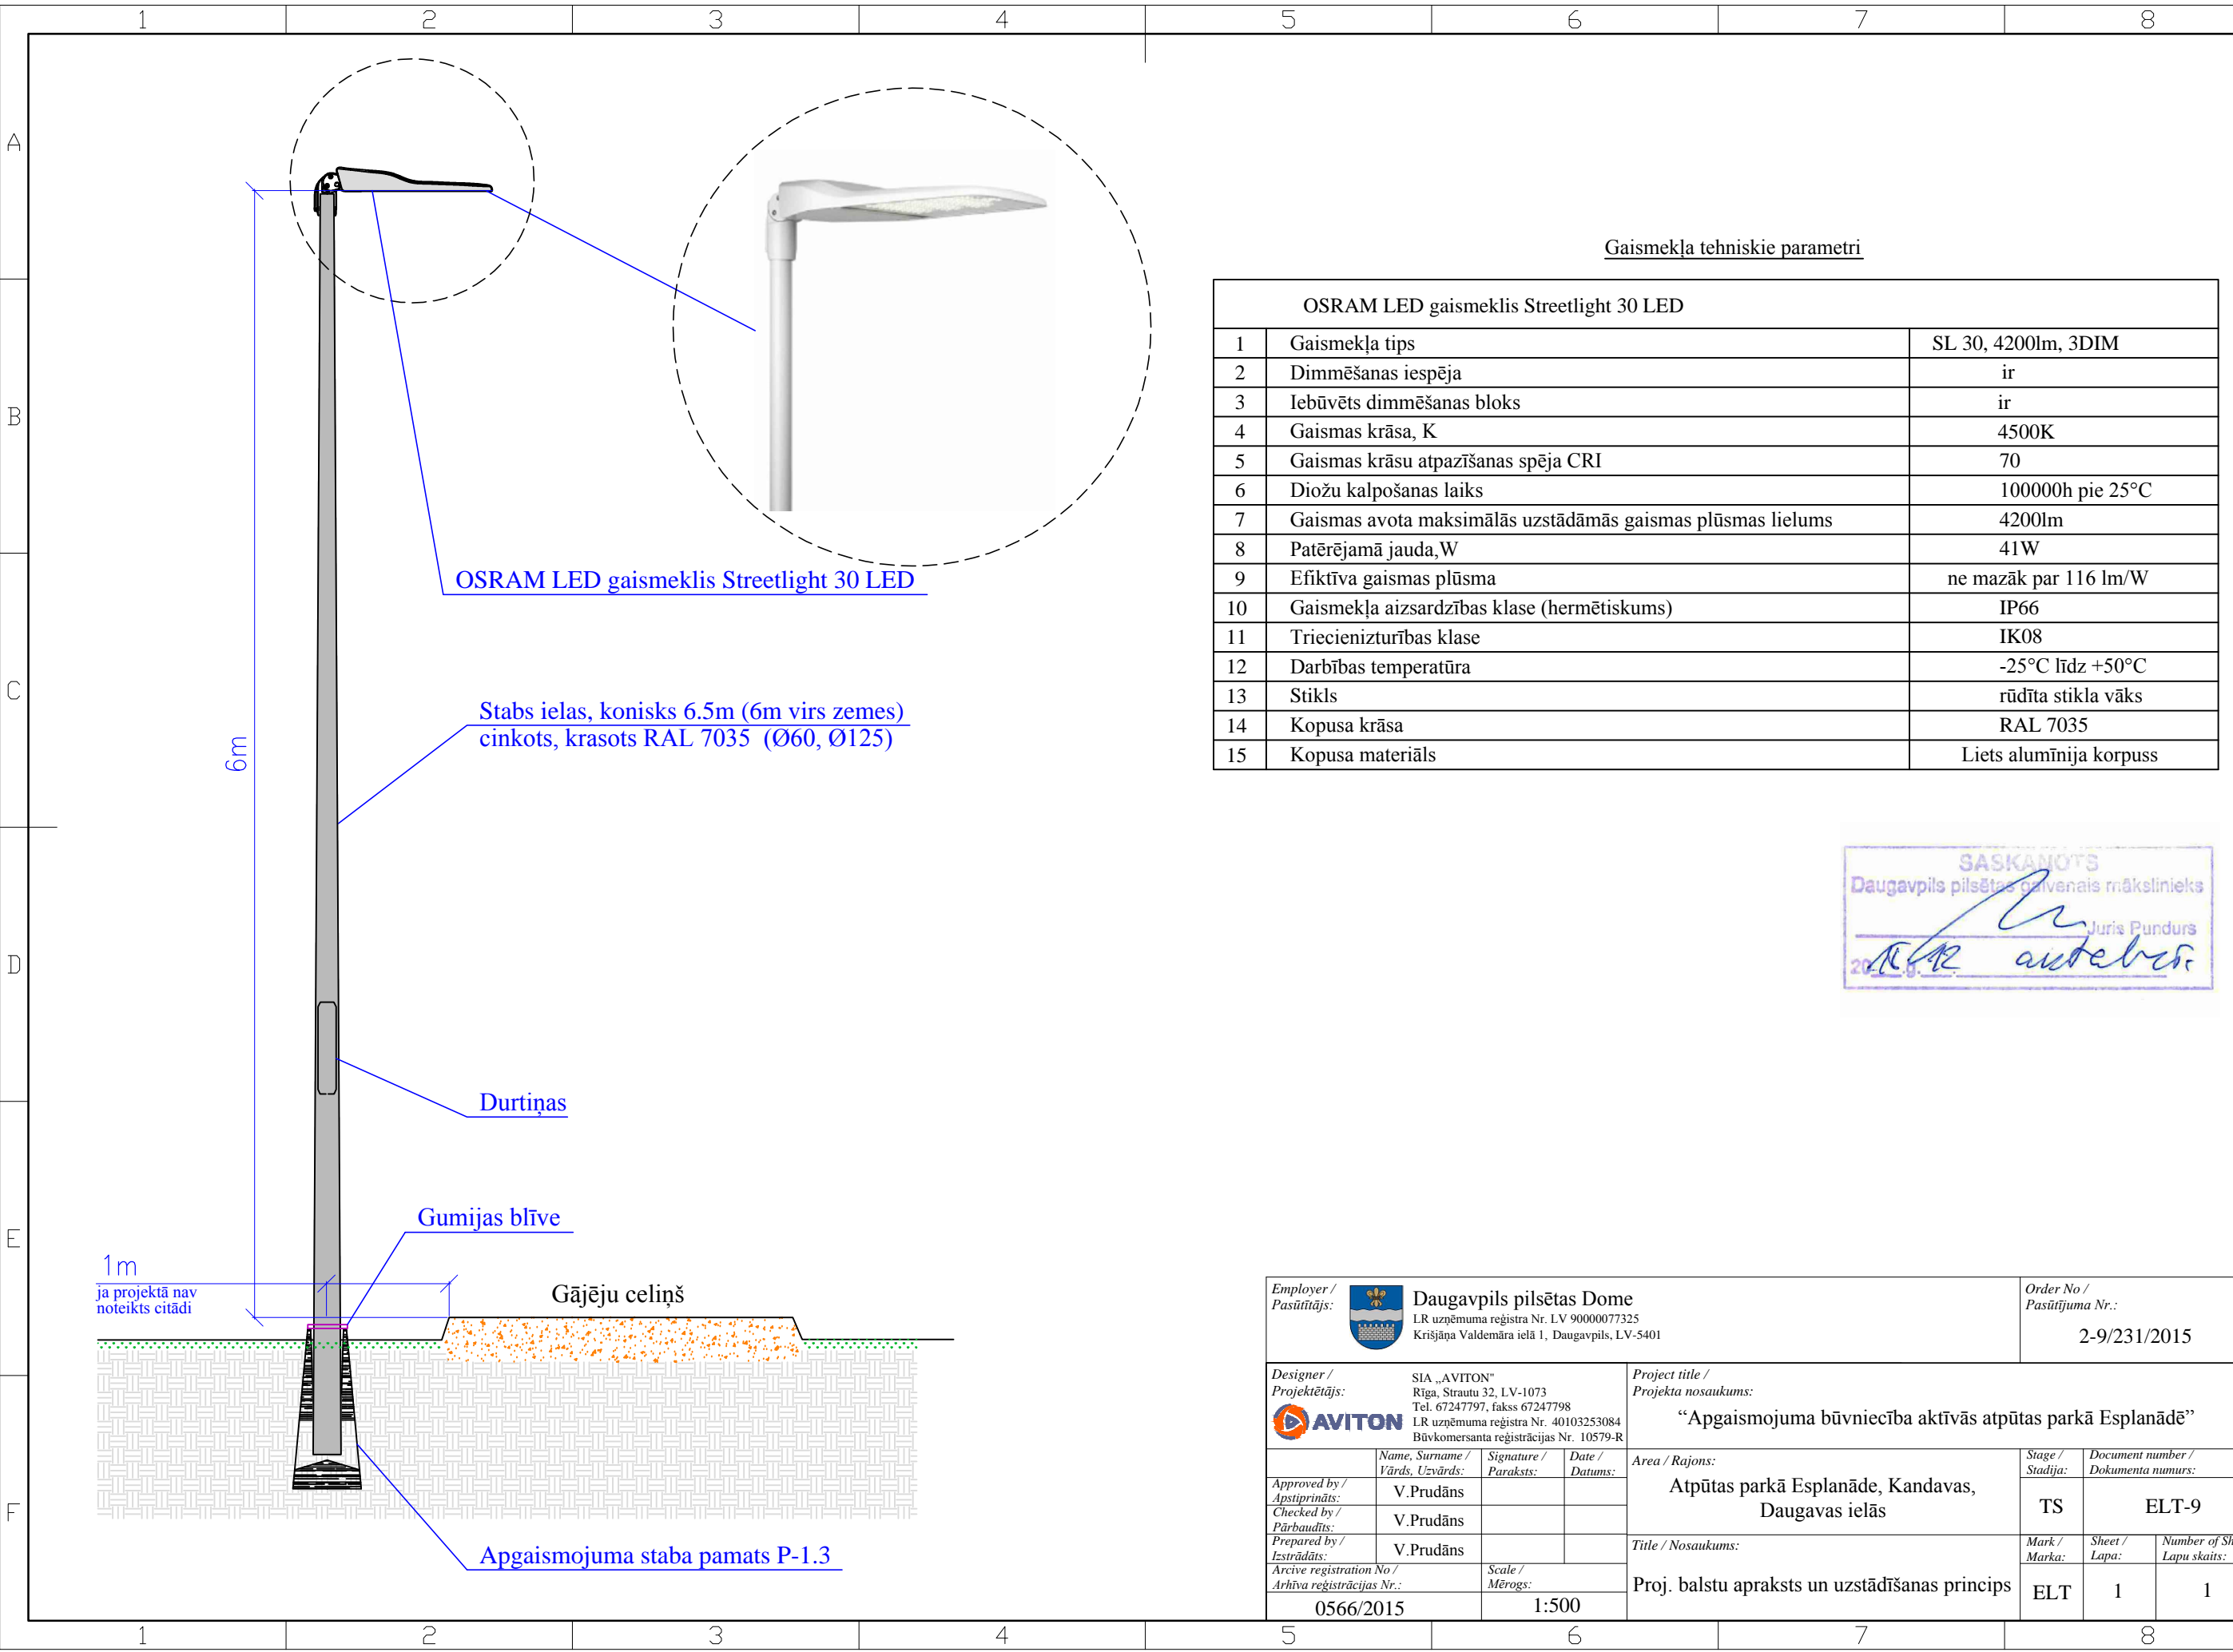 1 2 3 4 5 6 7 8
A
B
C
D
E
F
6m
OSRAM LED gaismeklis Streetlight 30 LED
Stabs ielas, konisks 6.5m (6m virs zemes)
cinkots, krasots RAL 7035 (Ø60, Ø125)
Durtiņas
Gumijas blīve
1m
ja projektā nav
noteikts citādi
Gājēju celiņš
Apgaismojuma staba pamats P-1.3
Gaismekļa tehniskie parametri
OSRAM LED gaismeklis Streetlight 30 LED
1 Gaismekļa tips SL 30, 4200lm, 3DIM
2 Dimmēšanas iespēja ir
3 Iebūvēts dimmēšanas bloks ir
4 Gaismas krāsa, K 4500K
5 Gaismas krāsu atpazīšanas spēja CRI 70
6 Diožu kalpošanas laiks 100000h pie 25°C
7 Gaismas avota maksimālās uzstādāmās gaismas plūsmas lielums 4200lm
8 Patērējamā jauda,W 41W
9 Efiktīva gaismas plūsma ne mazāk par 116 lm/W
10 Gaismekļa aizsardzības klase (hermētiskums) IP66
11 Triecienizturības klase IK08
12 Darbības temperatūra -25°C līdz +50°C
13 Stikls rūdīta stikla vāks
14 Kopusa krāsa RAL 7035
15 Kopusa materiāls Liets alumīnija korpuss
SASKAŅOTS
Daugavpils pilsētas galvenais mākslinieks
Juris Pundurs
20 g.
Employer /
Pasūtītājs:
Daugavpils pilsētas Dome
LR uzņēmuma reģistra Nr. LV 90000077325
Krišjāņa Valdemāra ielā 1, Daugavpils, LV-5401
Order No /
Pasūtījuma Nr.:
2-9/231/2015
Designer /
Projektētājs:
AVITON
SIA „AVITON"
Rīga, Strautu 32, LV-1073
Tel. 67247797, fakss 67247798
LR uzņēmuma reģistra Nr. 40103253084
Būvkomersanta reģistrācijas Nr. 10579-R
Project title /
Projekta nosaukums:
“Apgaismojuma būvniecība aktīvās atpūtas parkā Esplanādē”
Name, Surname /
Vārds, Uzvārds:
Signature /
Paraksts:
Date /
Datums:
Approved by /
Apstiprināts:
V.Prudāns
Checked by /
Pārbaudīts:
V.Prudāns
Prepared by /
Izstrādāts:
V.Prudāns
Arcive registration No /
Arhīva reģistrācijas Nr.:
0566/2015
Scale /
Mērogs:
1:500
Area / Rajons:
Atpūtas parkā Esplanāde, Kandavas,
Daugavas ielās
Stage /
Stadija:
TS
Document number /
Dokumenta numurs:
ELT-9
Title / Nosaukums:
Proj. balstu apraksts un uzstādīšanas princips
Mark /
Marka:
ELT
Sheet /
Lapa:
1
Number of Sh
Lapu skaits:
1
1 2 3 4 5 6 7 8